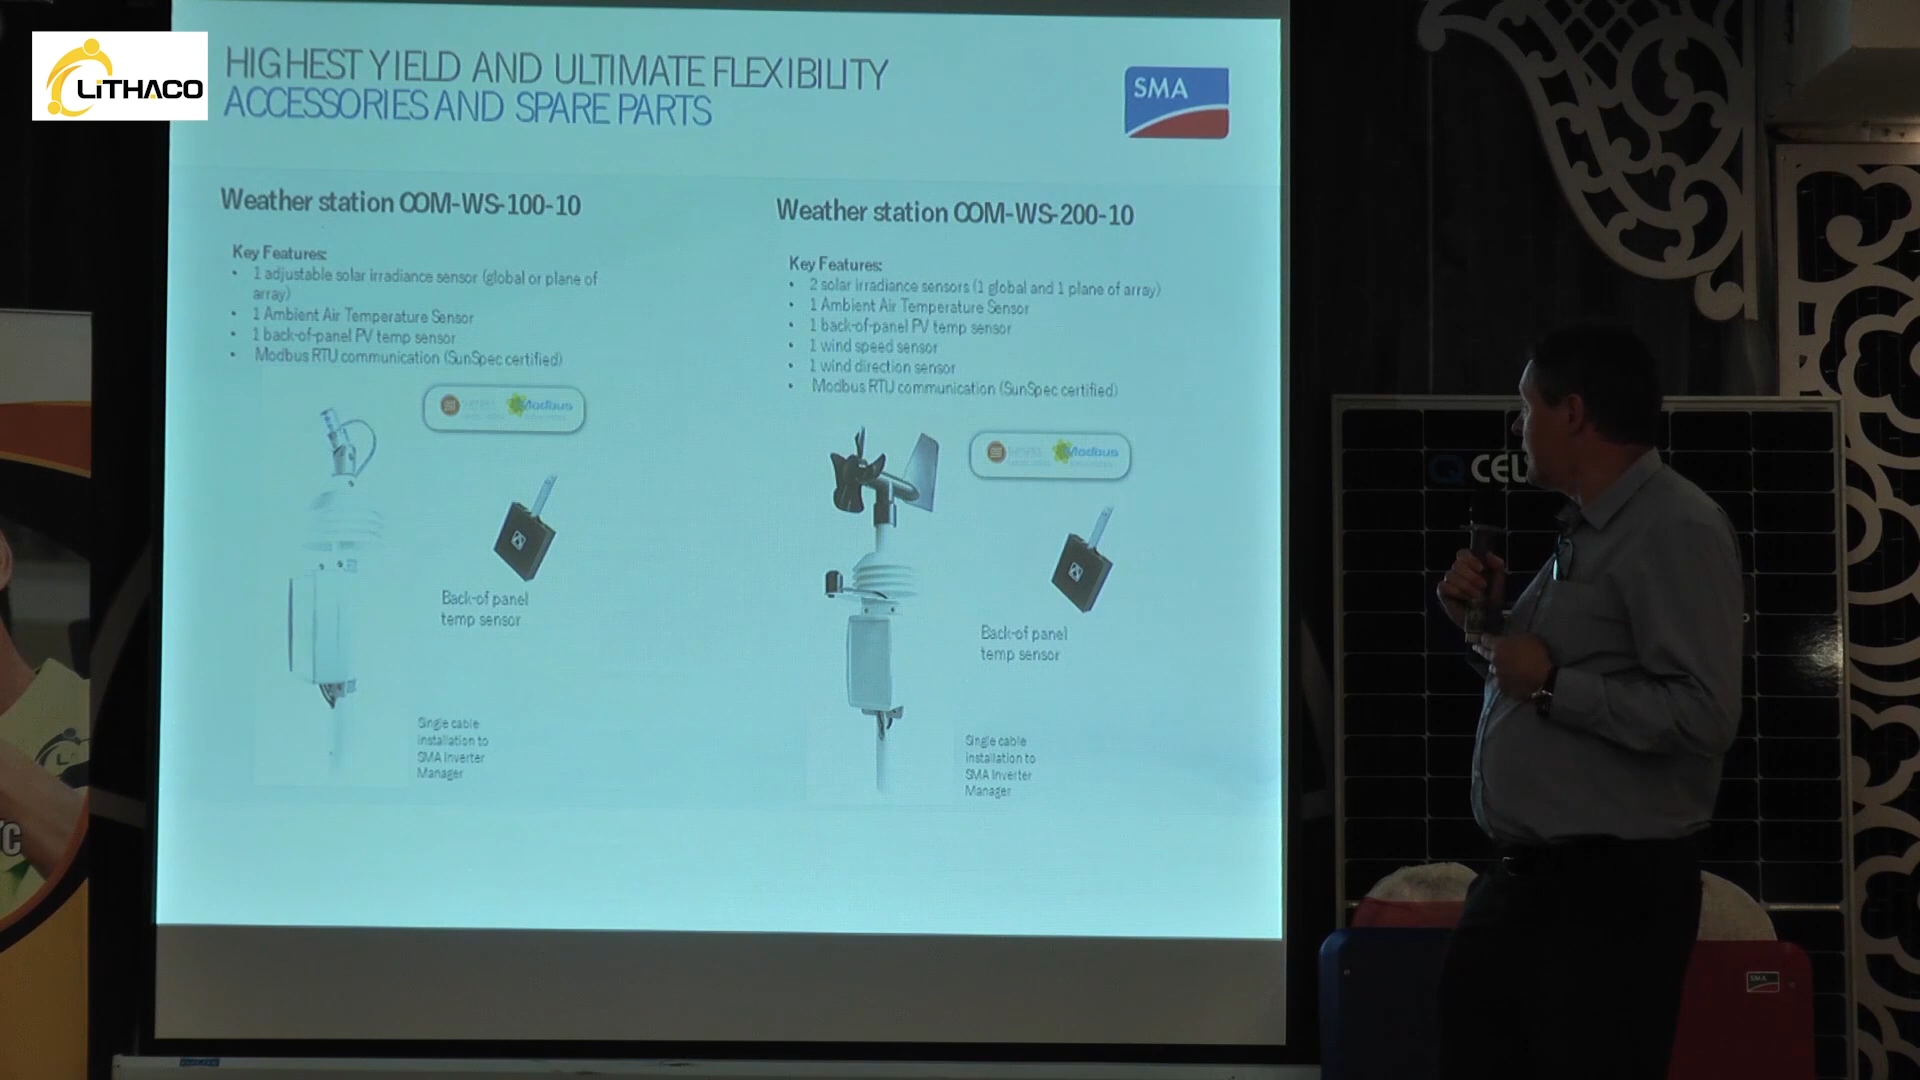 LiTHACO
HIGHEST YIELD AND ULTIMATE FLEXIBILITY
ACCESSORIES AND SPARE PARTS
SMA
Weather station COM-WS-100-10
Key Features:
• 1 adjustable solar irradiance sensor (global or plane of
array)
• 1 Ambient Air Temperature Sensor
• 1 back-of-panel PV temp sensor
• Modbus RTU communication (SunSpec certified)
Modbus
Back-of panel
temp sensor
Single cable
installation to
SMA Inverter
Manager
Weather station COM-WS-200-10
Key Features:
• 2 solar irradiance sensors (1 global and 1 plane of array)
• 1 Ambient Air Temperature Sensor
• 1 back-of-panel PV temp sensor
• 1 wind speed sensor
• 1 wind direction sensor
• Modbus RTU communication (SunSpec certified)
Modbus
Back-of panel
temp sensor
Single cable
installation to
SMA Inverter
Manager
Q CEL
SMA